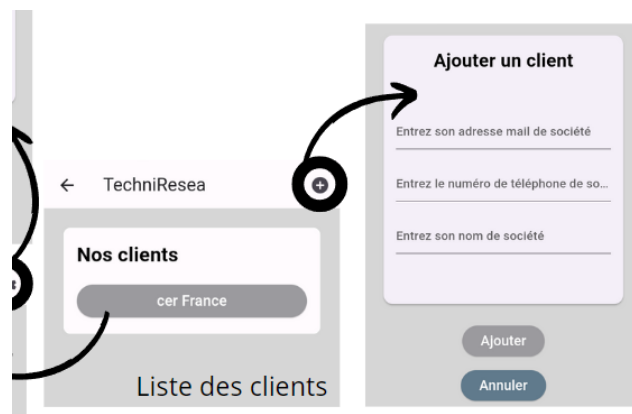 Ajouter un client
Entrez son adresse mail de société
TechniResea
Entrez le numéro de téléphone de so...
Nos clients
Entrez son nom de société
cer France
Ajouter
Liste des clients
Annuler